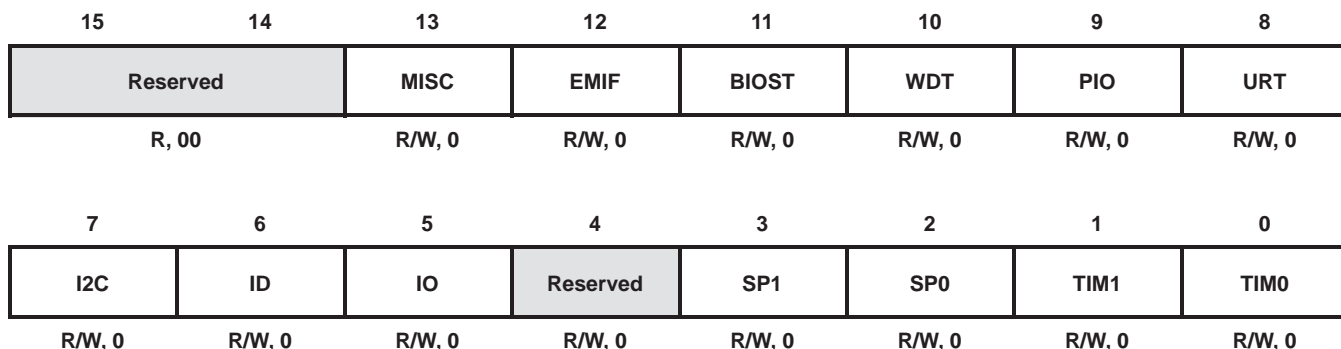 15 14 13 12 11 10 9 8
Reserved MISC EMIF BIOST WDT PIO URT
R, 00 R/W, 0 R/W, 0 R/W, 0 R/W, 0 R/W, 0 R/W, 0
7 6 5 4 3 2 1 0
I2C ID IO Reserved SP1 SP0 TIM1 TIM0
R/W, 0 R/W, 0 R/W, 0 R/W, 0 R/W, 0 R/W, 0 R/W, 0 R/W, 0